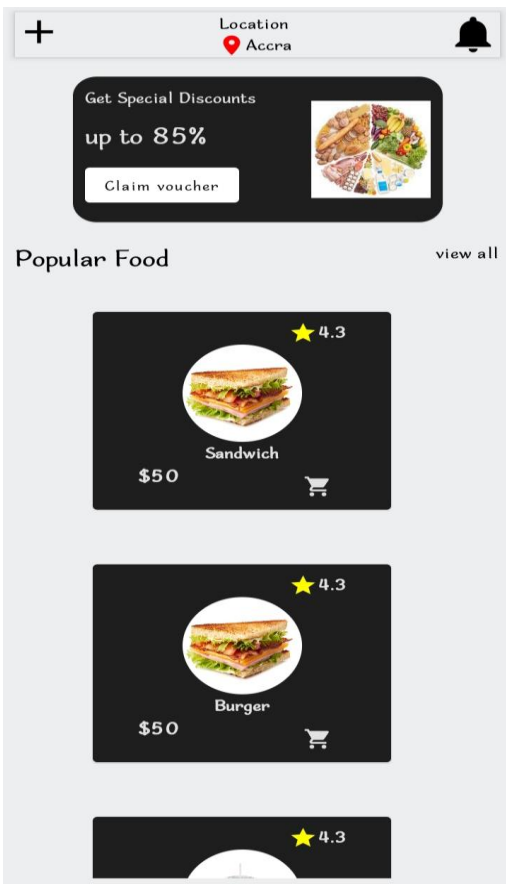 Location
Accra
Get Special Discounts
up to 85%
Claim voucher
Popular Food
view all
4.3
Sandwich
$50
4.3
Burger
$50
4.3